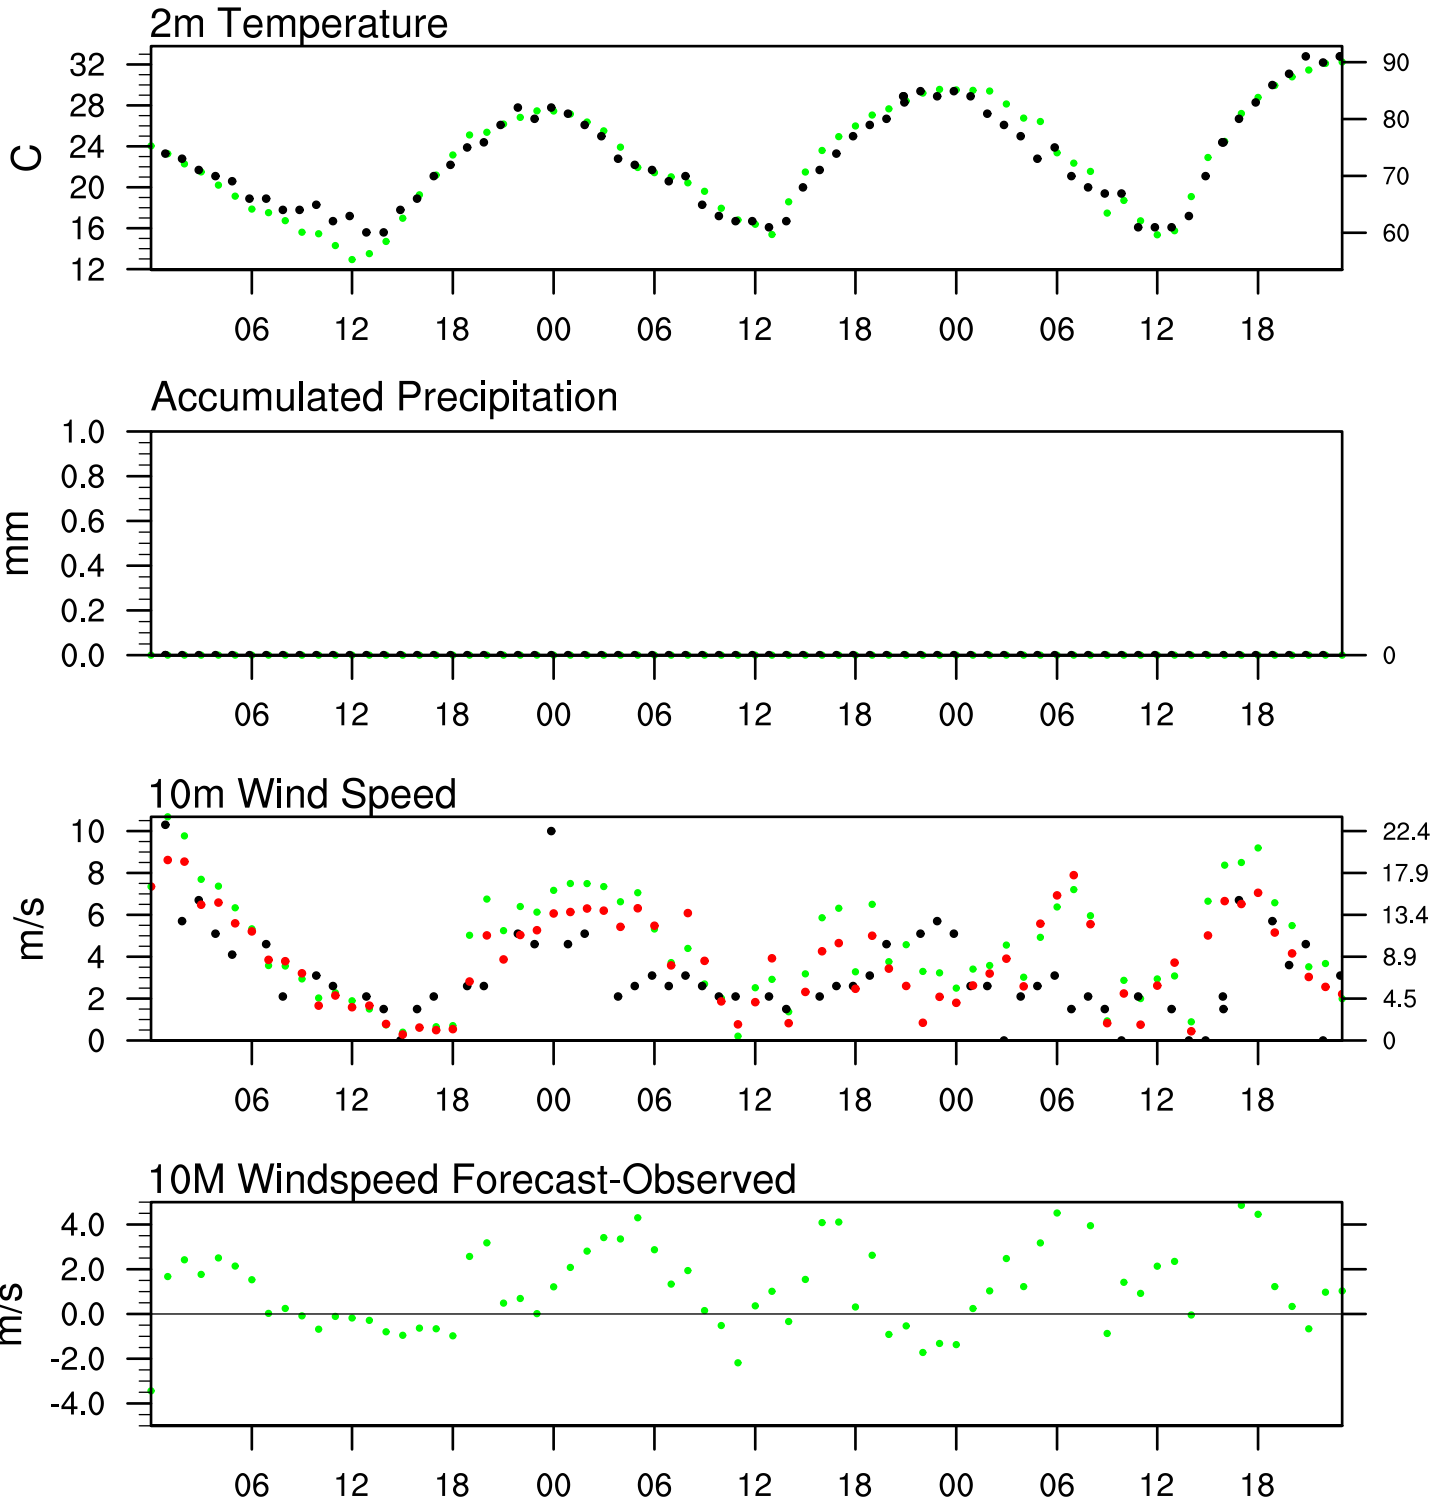 2m Temperature
32 90
28 80
24
C
20 70
16 60
12
06 12 18 00 06 12 18 00 06 12 18
Accumulated Precipitation
1.0
0.8
0.6
mm
0.4
0.2
0.0 0
06 12 18 00 06 12 18 00 06 12 18
10m Wind Speed
10 22.4
8 17.9
6 13.4
m/s
4 8.9
2 4.5
0 0
06 12 18 00 06 12 18 00 06 12 18
10M Windspeed Forecast-Observed
4.0
2.0
0.0
m/s
-2.0
-4.0
06 12 18 00 06 12 18 00 06 12 18